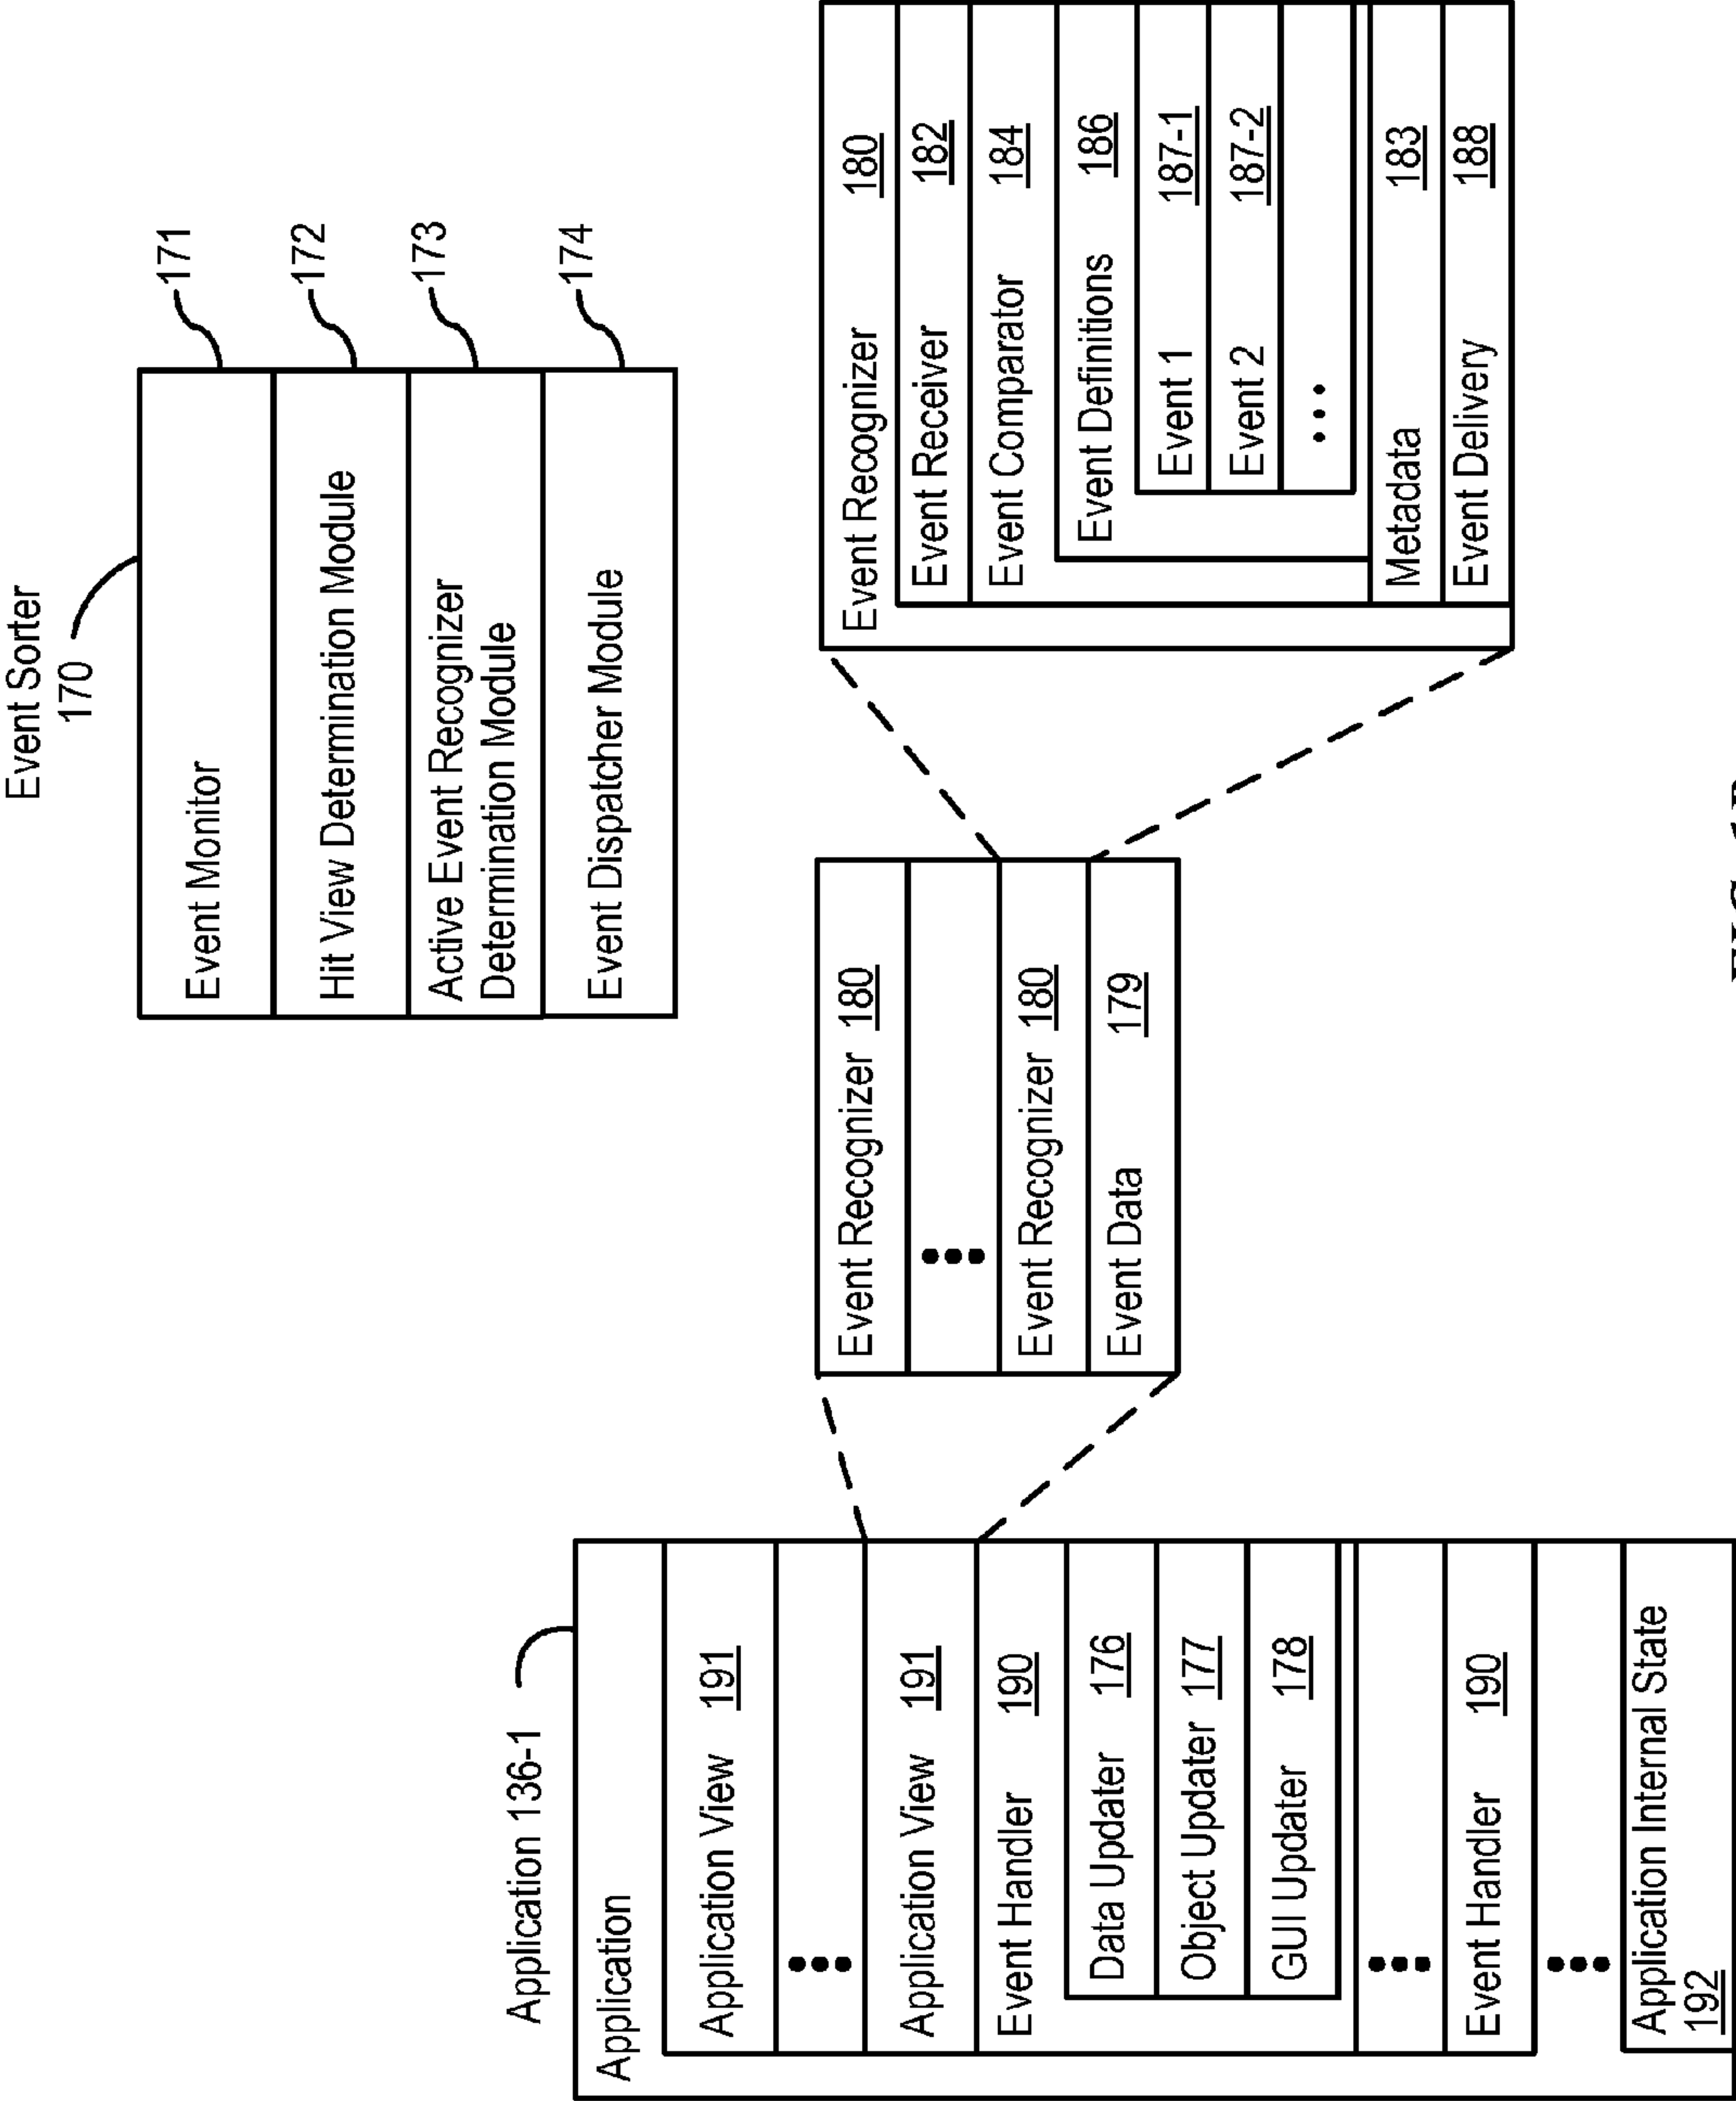 Event Sorter
170
Event Monitor
171
Hit View Determination Module
172
Active Event Recognizer
Determination Module
173
Event Dispatcher Module
174
Application 136-1
Application
Application View 191
•••
Application View 191
Event Handler 190
Data Updater 176
Object Updater 177
GUI Updater 178
•••
Event Handler 190
•••
Application Internal State
192
Event Recognizer 180
•••
Event Recognizer 180
Event Data 179
Event Recognizer 180
Event Receiver 182
Event Comparator 184
Event Definitions 186
Event 1 187-1
Event 2 187-2
•••
Metadata 183
Event Delivery 188